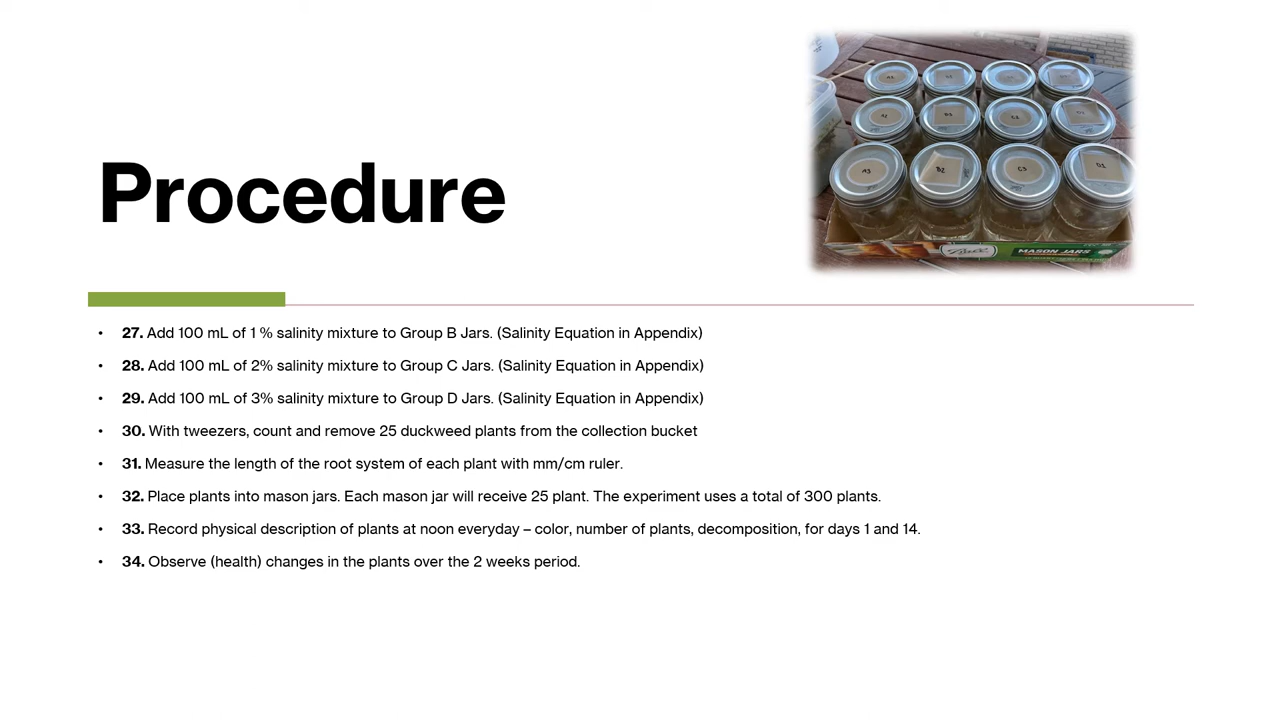 Procedure
A3
B2
C3
D1
Ball
MASON JARS
• 27. Add 100 mL of 1 % salinity mixture to Group B Jars. (Salinity Equation in Appendix)
• 28. Add 100 mL of 2% salinity mixture to Group C Jars. (Salinity Equation in Appendix)
• 29. Add 100 mL of 3% salinity mixture to Group D Jars. (Salinity Equation in Appendix)
• 30. With tweezers, count and remove 25 duckweed plants from the collection bucket
• 31. Measure the length of the root system of each plant with mm/cm ruler.
• 32. Place plants into mason jars. Each mason jar will receive 25 plant. The experiment uses a total of 300 plants.
• 33. Record physical description of plants at noon everyday – color, number of plants, decomposition, for days 1 and 14.
• 34. Observe (health) changes in the plants over the 2 weeks period.